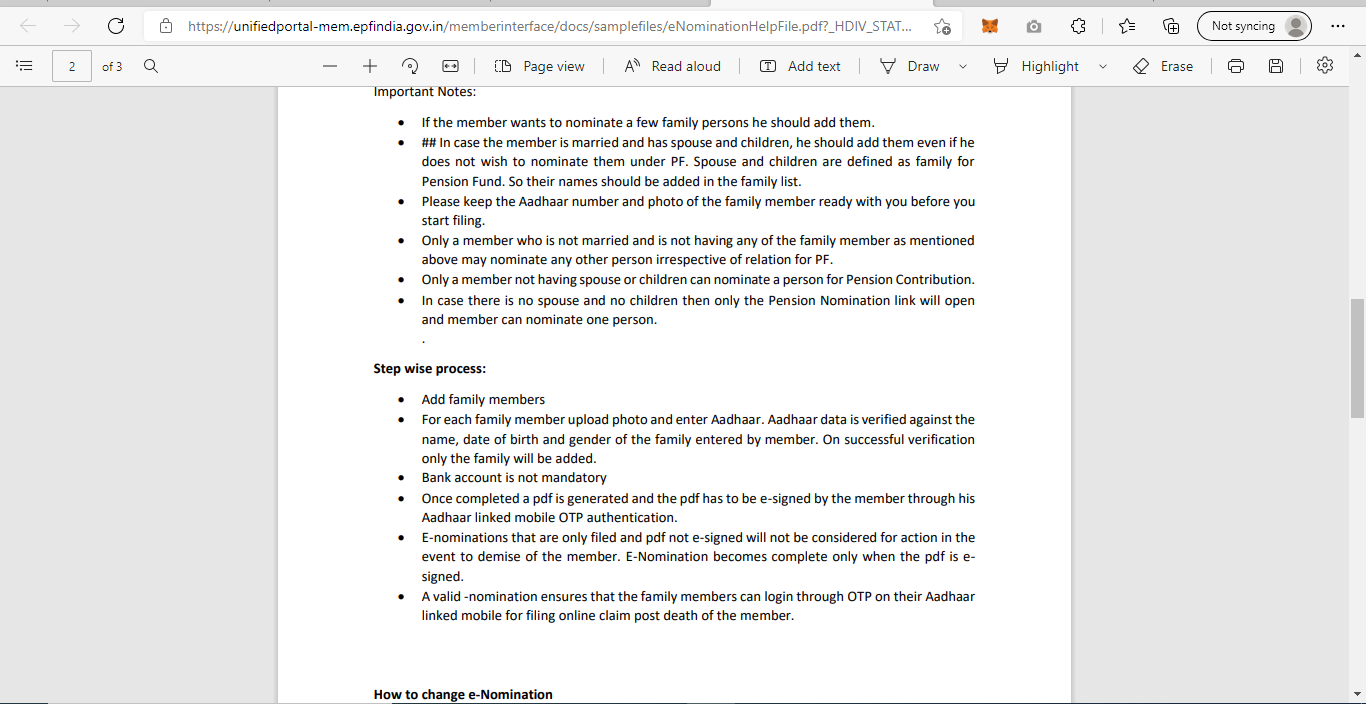 https://unifiedportal-mem.epfindia.gov.in/memberinterface/docs/samplefiles/eNominationHelpFile.pdf?_HDIV_STAT...
Not syncing
2 of 3
Page view
Read aloud
Add text
Draw
Highlight
Erase
Important Notes:
• If the member wants to nominate a few family persons he should add them.
• ## In case the member is married and has spouse and children, he should add them even if he
does not wish to nominate them under PF. Spouse and children are defined as family for
Pension Fund. So their names should be added in the family list.
• Please keep the Aadhaar number and photo of the family member ready with you before you
start filing.
• Only a member who is not married and is not having any of the family member as mentioned
above may nominate any other person irrespective of relation for PF.
• Only a member not having spouse or children can nominate a person for Pension Contribution.
• In case there is no spouse and no children then only the Pension Nomination link will open
and member can nominate one person.
.
Step wise process:
• Add family members
• For each family member upload photo and enter Aadhaar. Aadhaar data is verified against the
name, date of birth and gender of the family entered by member. On successful verification
only the family will be added.
• Bank account is not mandatory
• Once completed a pdf is generated and the pdf has to be e-signed by the member through his
Aadhaar linked mobile OTP authentication.
• E-nominations that are only filed and pdf not e-signed will not be considered for action in the
event to demise of the member. E-Nomination becomes complete only when the pdf is e-
signed.
• A valid -nomination ensures that the family members can login through OTP on their Aadhaar
linked mobile for filing online claim post death of the member.
How to change e-Nomination